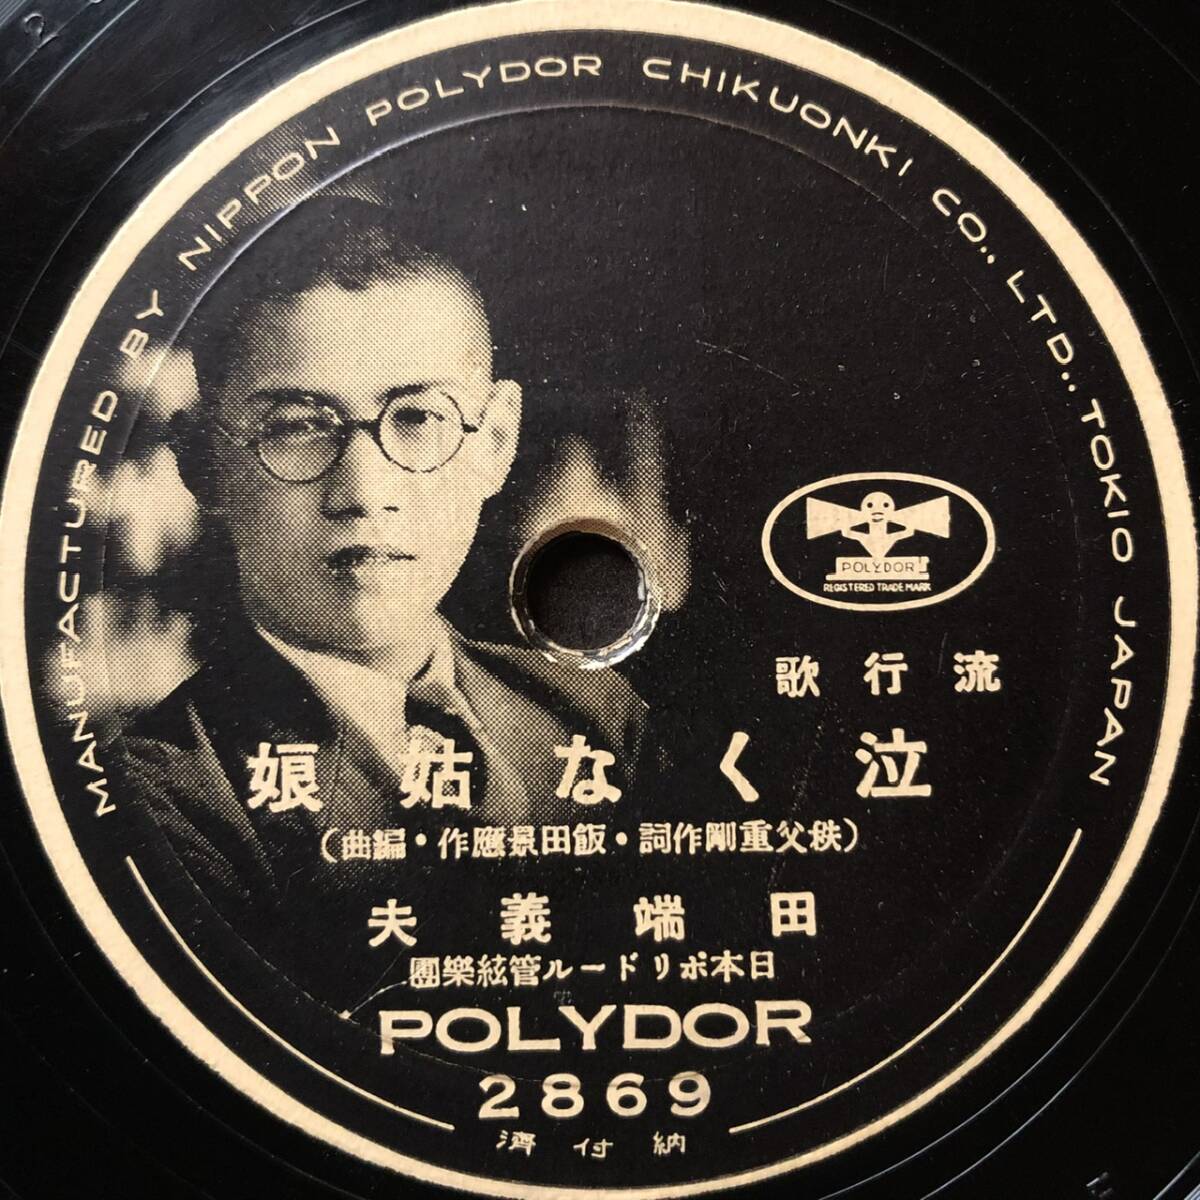 MANUFACTURED BY NIPPON POLYDOR CHIKUONKI CO., LTD., TOKIO JAPAN
POLYDOR
REGISTERED TRADE MARK
流行歌
泣くな姑娘
(秩父重剛作詞・飯田景應作・編曲)
田端義夫
日本ポリドール管絃樂團
POLYDOR
2869
納付濟